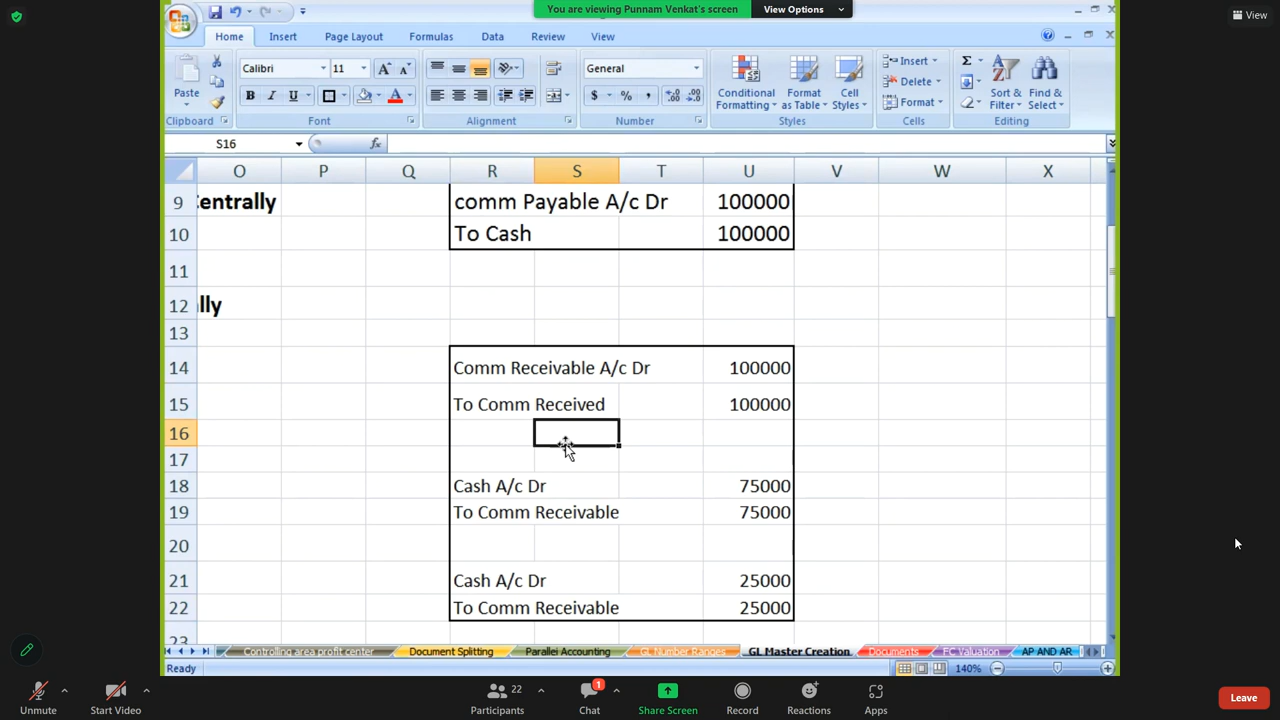 You are viewing Punnam Venkat's screen
View Options
View
Home Insert Page Layout Formulas Data Review View
Paste
Calibri 11
General
B I U
$ % ,
Conditional Formatting
Format as Table
Cell Styles
Insert
Delete
Format
Sort & Filter
Find & Select
Clipboard Font Alignment Number Styles Cells Editing
S16 fx
O P Q R S T U V W X
9 Centrally comm Payable A/c Dr 100000
10 To Cash 100000
11
12 lly
13
14 Comm Receivable A/c Dr 100000
15 To Comm Received 100000
16
17
18 Cash A/c Dr 75000
19 To Comm Receivable 75000
20
21 Cash A/c Dr 25000
22 To Comm Receivable 25000
23
Controlling area profit center Document Splitting Parallel Accounting GL Number Ranges GL Master Creation Documents FC Valuation AP AND AR
Ready 140%
Unmute Start Video Participants 22 Chat 1 Share Screen Record Reactions Apps Leave